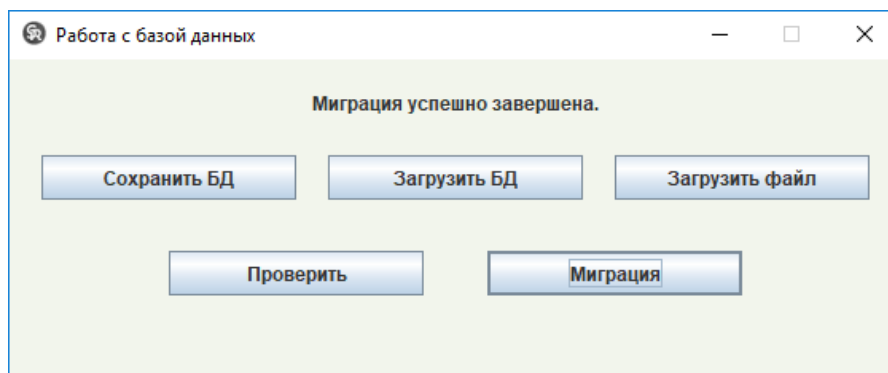 Работа с базой данных
Миграция успешно завершена.
Сохранить БД Загрузить БД Загрузить файл
Проверить Миграция